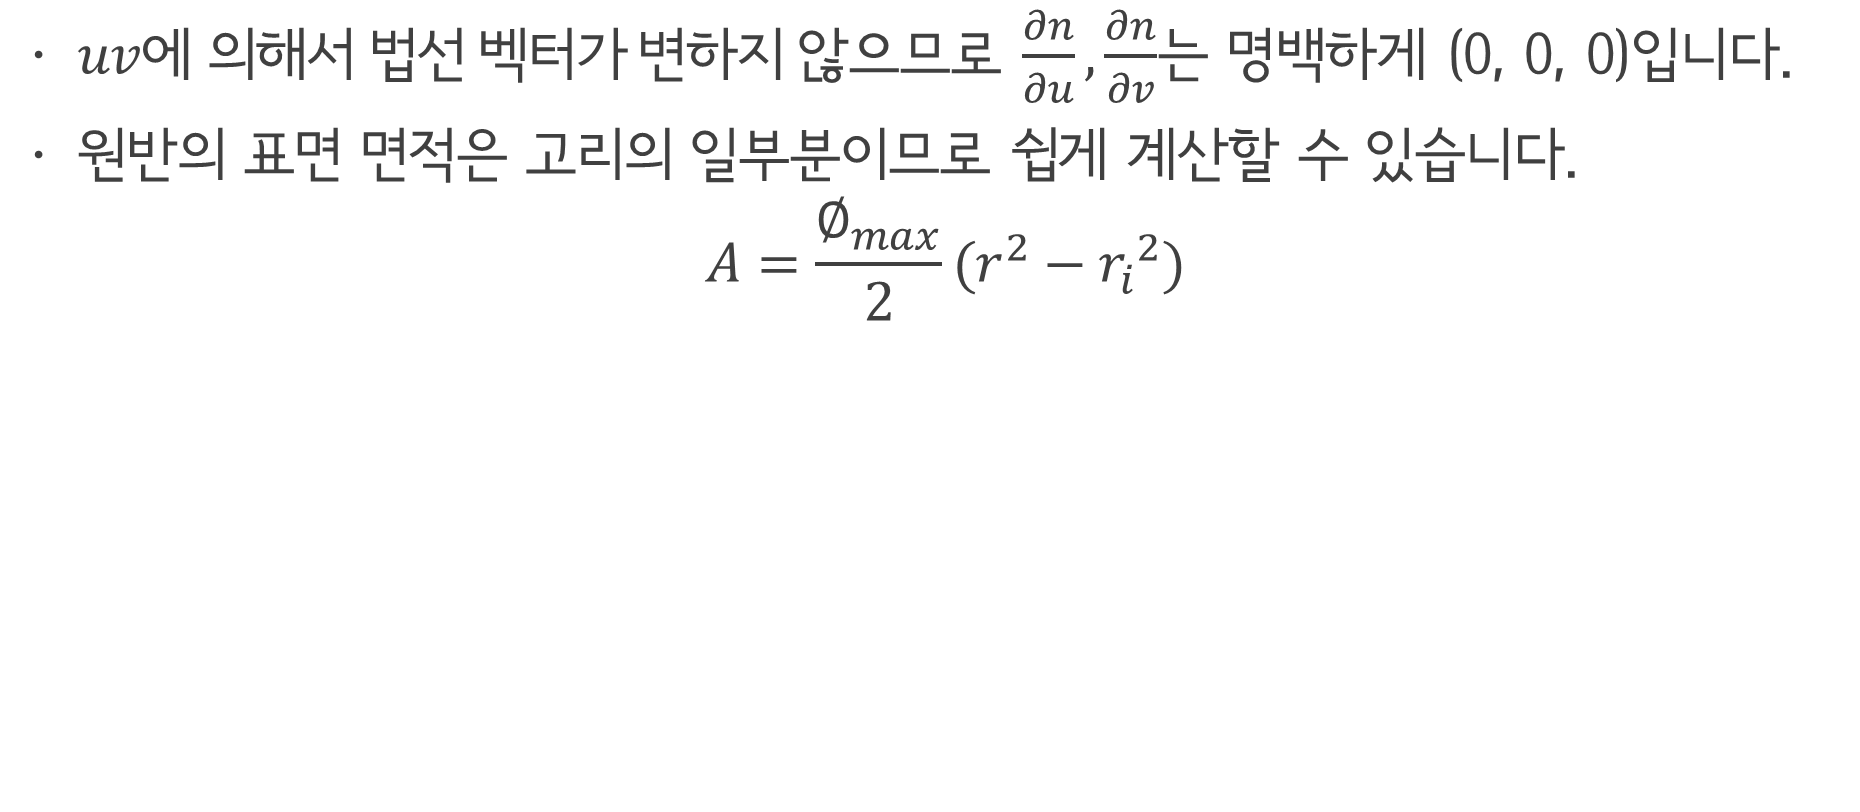 · uv에 의해서 법선 벡터가 변하지 않으므로 ∂n/∂u, ∂n/∂v는 명백하게 (0, 0, 0)입니다.
· 원반의 표면 면적은 고리의 일부분이므로 쉽게 계산할 수 있습니다.
A = ∅max/2 (r² − rᵢ²)